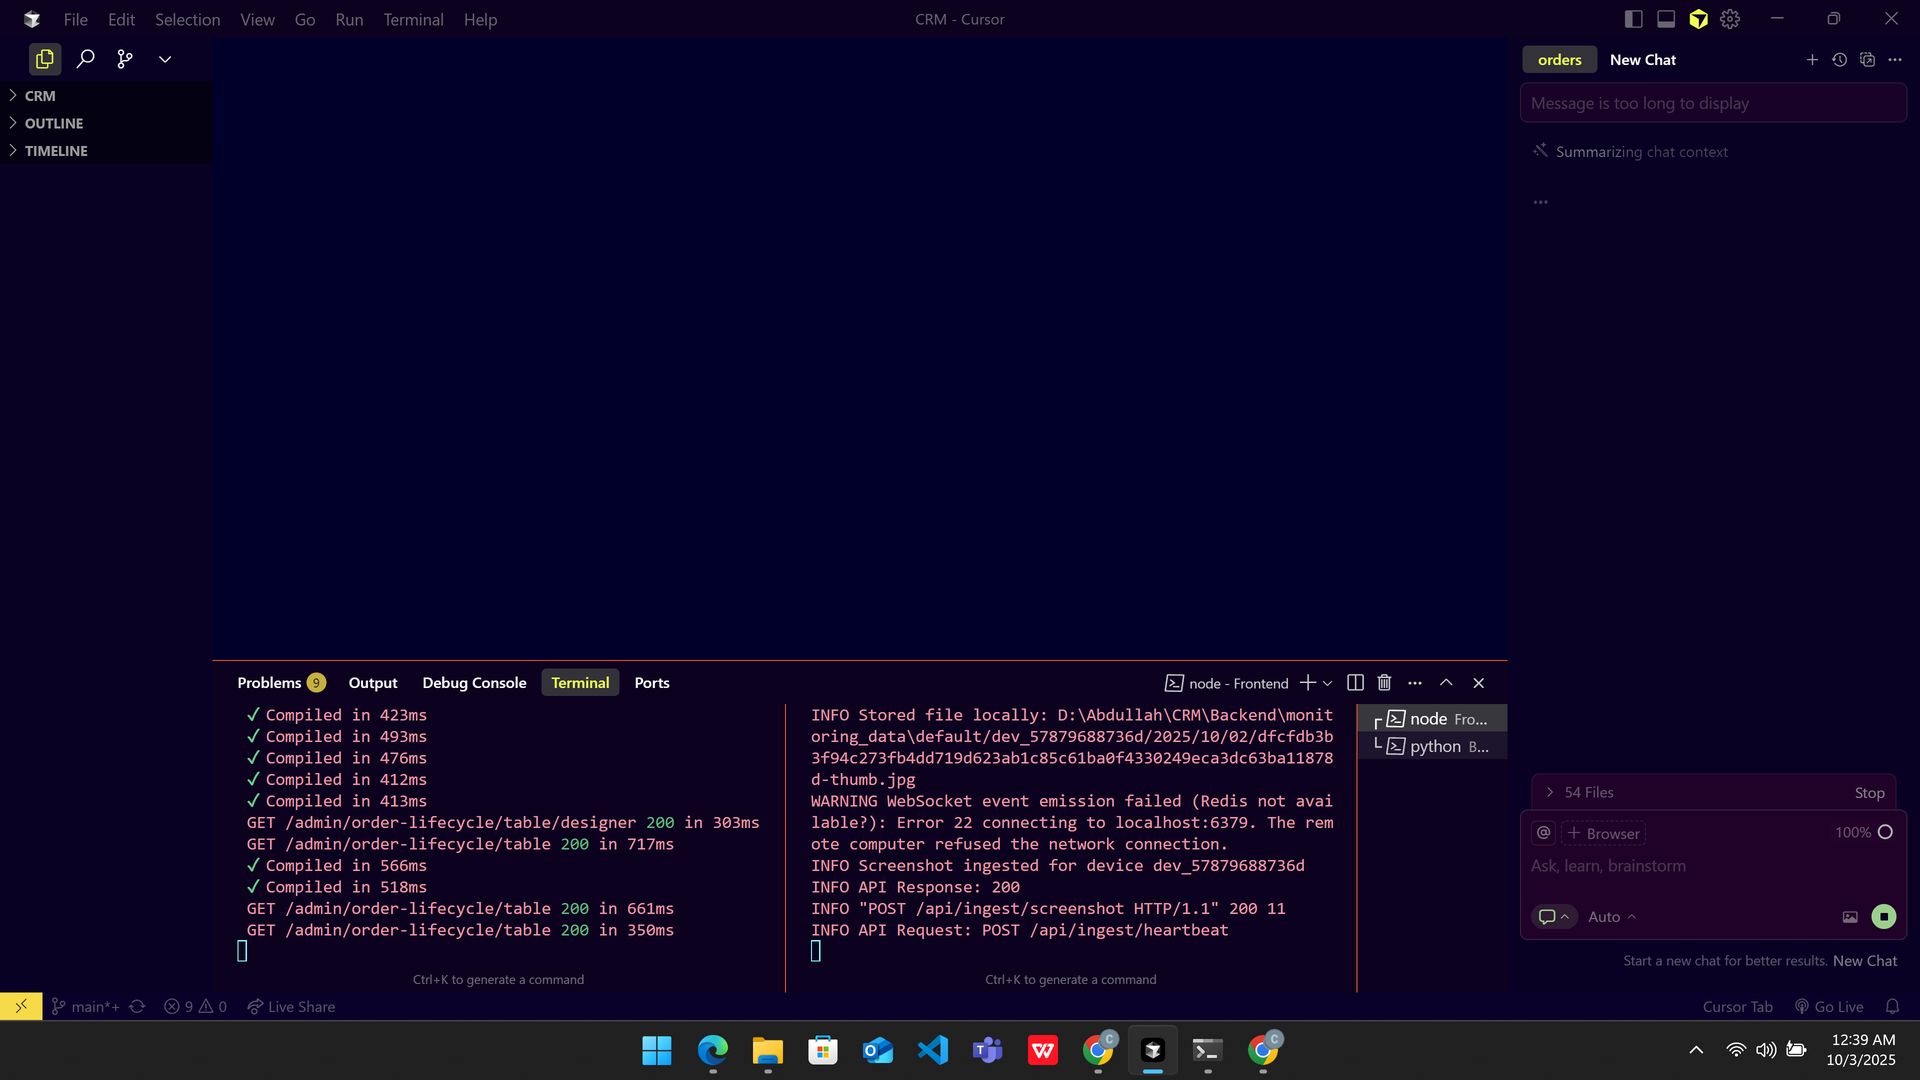 File Edit Selection View Go Run Terminal Help
CRM - Cursor
CRM
OUTLINE
TIMELINE
orders New Chat
Message is too long to display
Summarizing chat context
...
Problems 9 Output Debug Console Terminal Ports
node - Frontend
✓ Compiled in 423ms
✓ Compiled in 493ms
✓ Compiled in 476ms
✓ Compiled in 412ms
✓ Compiled in 413ms
GET /admin/order-lifecycle/table/designer 200 in 303ms
GET /admin/order-lifecycle/table 200 in 717ms
✓ Compiled in 566ms
✓ Compiled in 518ms
GET /admin/order-lifecycle/table 200 in 661ms
GET /admin/order-lifecycle/table 200 in 350ms
Ctrl+K to generate a command
INFO Stored file locally: D:\Abdullah\CRM\Backend\monit
oring_data\default/dev_57879688736d/2025/10/02/dfcfdb3b
3f94c273fb4dd719d623ab1c85c61ba0f4330249eca3dc63ba11878
d-thumb.jpg
WARNING WebSocket event emission failed (Redis not avai
lable?): Error 22 connecting to localhost:6379. The rem
ote computer refused the network connection.
INFO Screenshot ingested for device dev_57879688736d
INFO API Response: 200
INFO "POST /api/ingest/screenshot HTTP/1.1" 200 11
INFO API Request: POST /api/ingest/heartbeat
Ctrl+K to generate a command
node Fro...
python B...
54 Files Stop
@ + Browser 100%
Ask, learn, brainstorm
Auto
Start a new chat for better results. New Chat
main*+ 9 0 Live Share
Cursor Tab Go Live
12:39 AM
10/3/2025